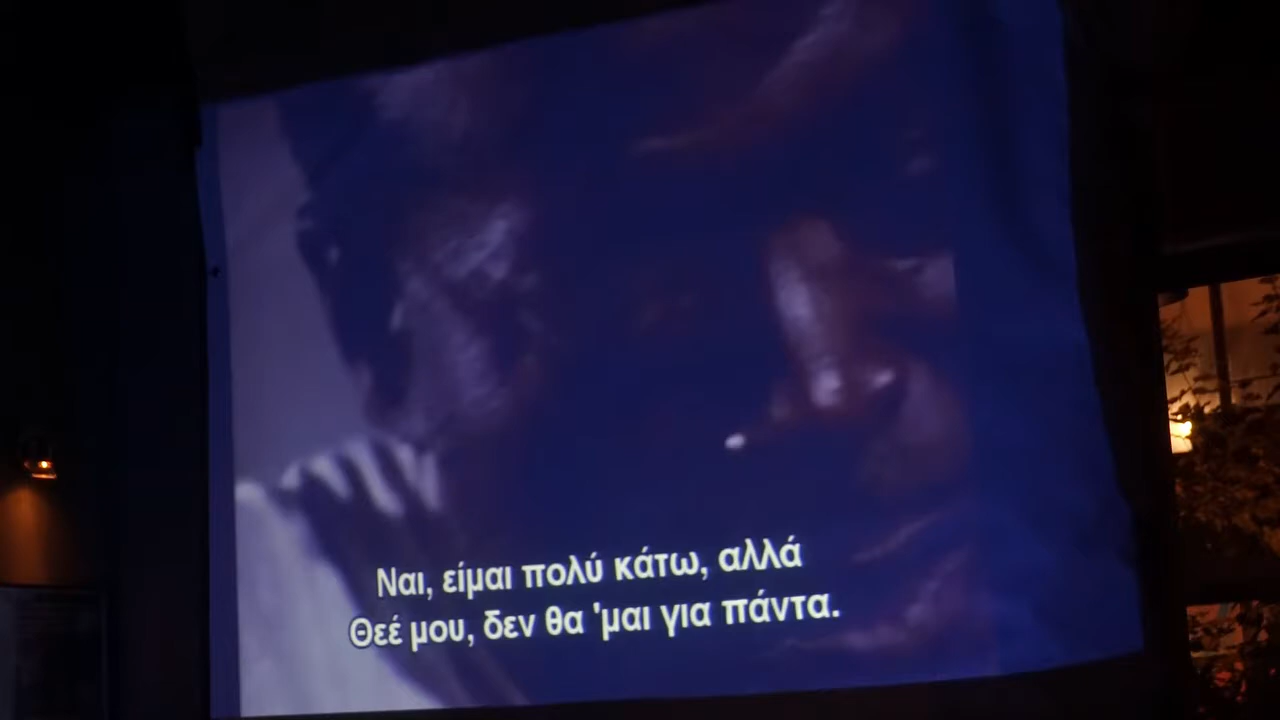 Ναι, είμαι πολύ κάτω, αλλά
Θεέ μου, δεν θα 'μαι για πάντα.